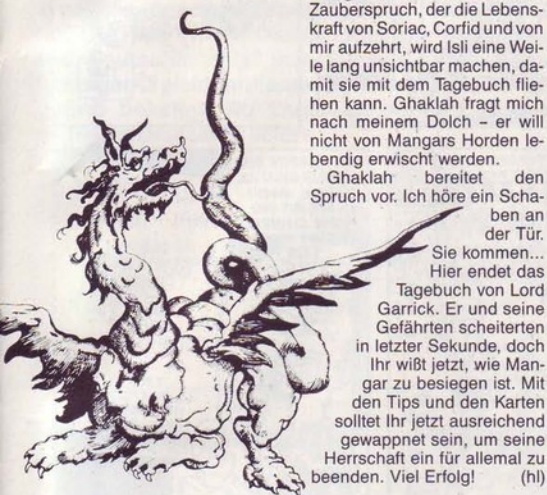 Zauberspruch, der die Lebens-
kraft von Soriac, Corfid und von
mir aufzehrt, wird Isli eine Wei-
le lang unsichtbar machen, da-
mit sie mit dem Tagebuch flie-
hen kann. Ghaklah fragt mich
nach meinem Dolch – er will
nicht von Mangars Horden le-
bendig erwischt werden.
Ghaklah bereitet den
Spruch vor. Ich höre ein Scha-
ben an
der Tür.
Sie kommen...
Hier endet das
Tagebuch von Lord
Garrick. Er und seine
Gefährten scheiterten
in letzter Sekunde, doch
Ihr wißt jetzt, wie Man-
gar zu besiegen ist. Mit
den Tips und den Karten
solltet Ihr jetzt ausreichend
gewappnet sein, um seine
Herrschaft ein für allemal zu
beenden. Viel Erfolg! (hl)